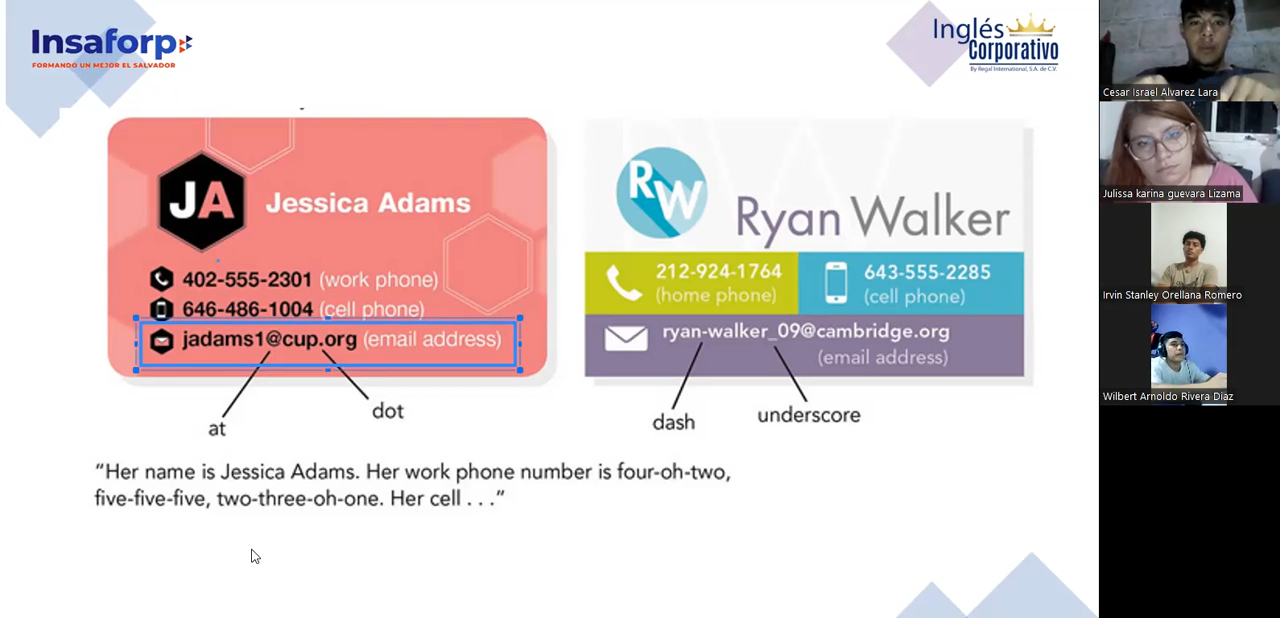 Insaforp
FORMANDO UN MEJOR EL SALVADOR
Inglés
Corporativo
By Regal International, S.A. de C.V.
JA
Jessica Adams
402-555-2301 (work phone)
646-486-1004 (cell phone)
jadams1@cup.org (email address)
at
dot
RW
Ryan Walker
212-924-1764
(home phone)
643-555-2285
(cell phone)
ryan-walker_09@cambridge.org
(email address)
dash
underscore
“Her name is Jessica Adams. Her work phone number is four-oh-two,
five-five-five, two-three-oh-one. Her cell . . .”
Cesar Israel Alvarez Lara
Julissa karina guevara Lizama
Irvin Stanley Orellana Romero
Wilbert Arnoldo Rivera Diaz